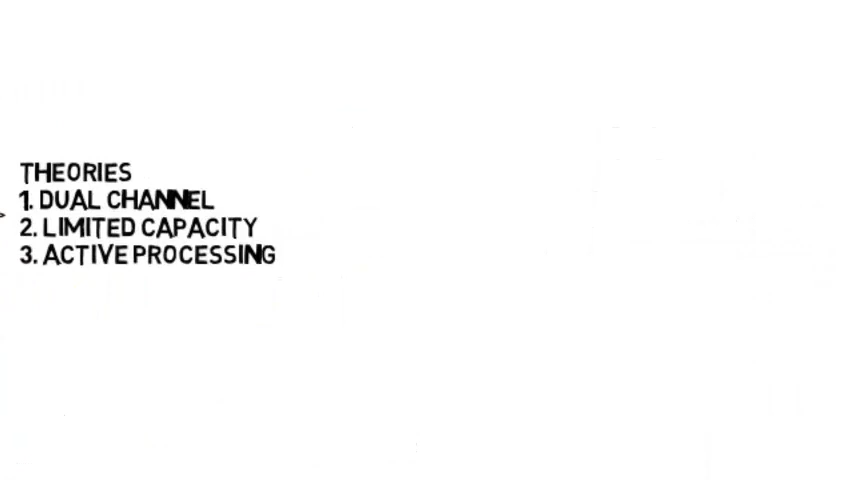 THEORIES
1. DUAL CHANNEL
2. LIMITED CAPACITY
3. ACTIVE PROCESSING